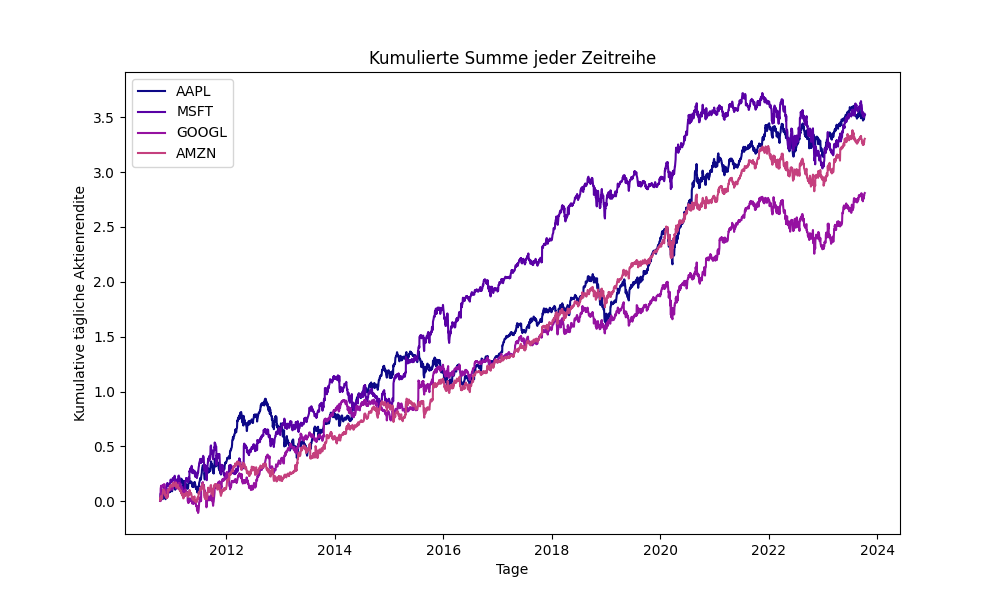 Kumulierte Summe jeder Zeitreihe
AAPL
MSFT
GOOGL
AMZN
Kumulative tägliche Aktienrendite
3.5
3.0
2.5
2.0
1.5
1.0
0.5
0.0
2012 2014 2016 2018 2020 2022 2024
Tage